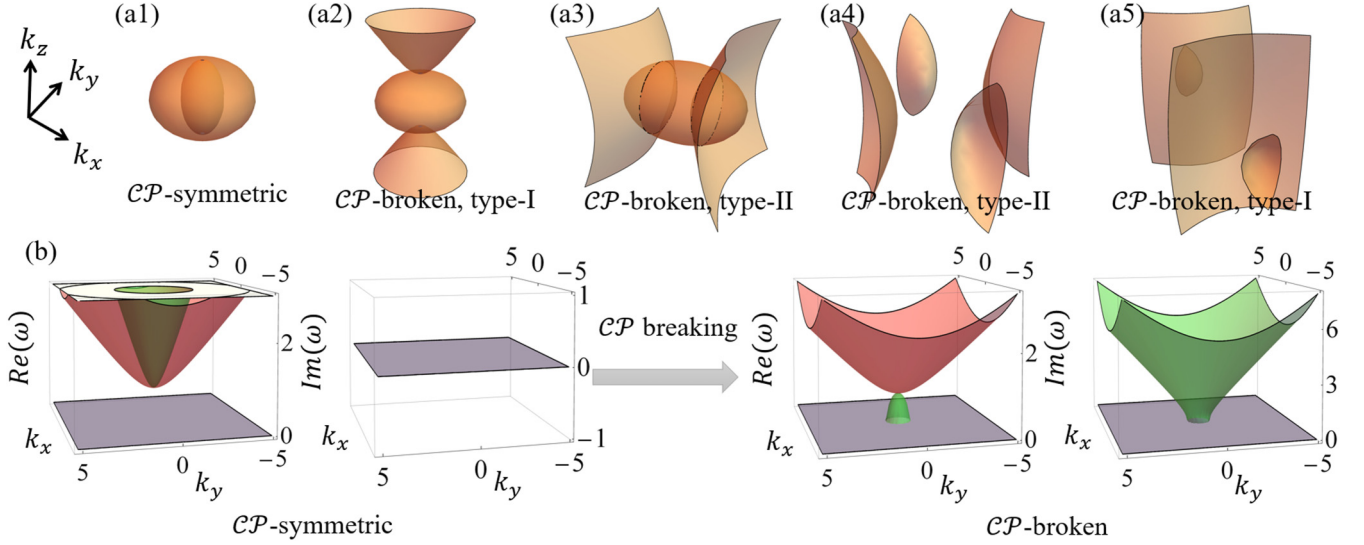 (a1) (a2) (a3) (a4) (a5)
k_z
k_y
k_x
𝒞𝒫-symmetric 𝒞𝒫-broken, type-I 𝒞𝒫-broken, type-II 𝒞𝒫-broken, type-II 𝒞𝒫-broken, type-I
(b)
5 0 −5
Re(ω)
2
0
k_x
5 0 −5
k_y
5 0 −5
Im(ω)
1
0
−1
k_x
5 0 −5
k_y
𝒞𝒫 breaking
5 0 −5
Re(ω)
2
0
k_x
5 0 −5
k_y
5 0 −5
Im(ω)
6
3
0
k_x
5 0 −5
k_y
𝒞𝒫-symmetric 𝒞𝒫-broken